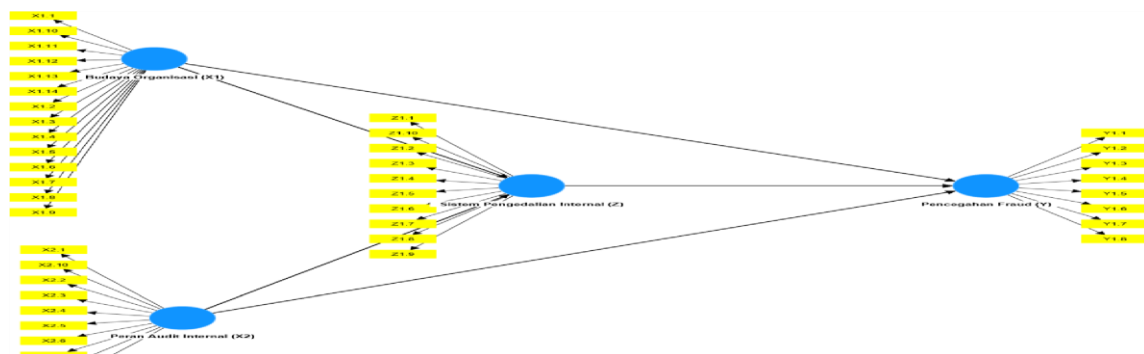 X1.1
X1.10
X1.11
X1.12
X1.13
X1.14
X1.2
X1.3
X1.4
X1.5
X1.6
X1.7
X1.8
X1.9
Budaya Organisasi (X1)
Z1.1
Z1.10
Z1.2
Z1.3
Z1.4
Z1.5
Z1.6
Z1.7
Z1.8
Z1.9
Sistem Pengedalian Internal (Z)
Y1.1
Y1.2
Y1.3
Y1.4
Y1.5
Y1.6
Y1.7
Y1.8
Pencegahan Fraud (Y)
X2.1
X2.10
X2.2
X2.3
X2.4
X2.5
X2.6
Peran Audit Internal (X2)